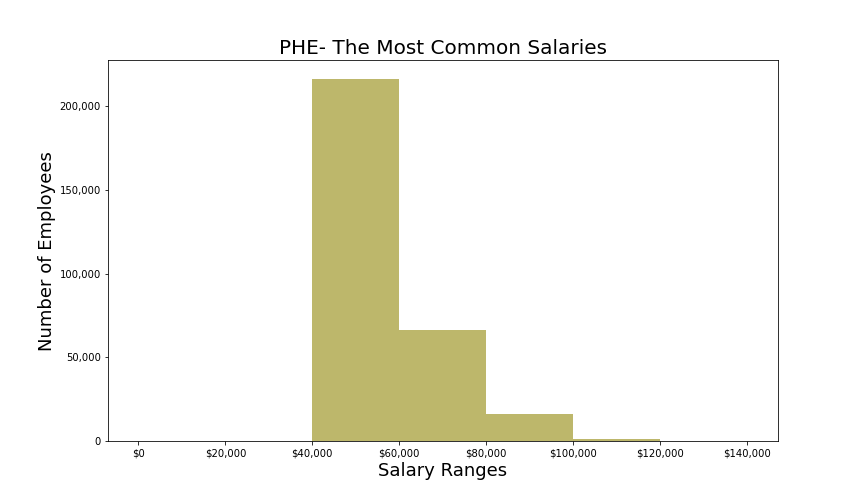 PHE- The Most Common Salaries
Number of Employees
200,000
150,000
100,000
50,000
0
$0 $20,000 $40,000 $60,000 $80,000 $100,000 $120,000 $140,000
Salary Ranges